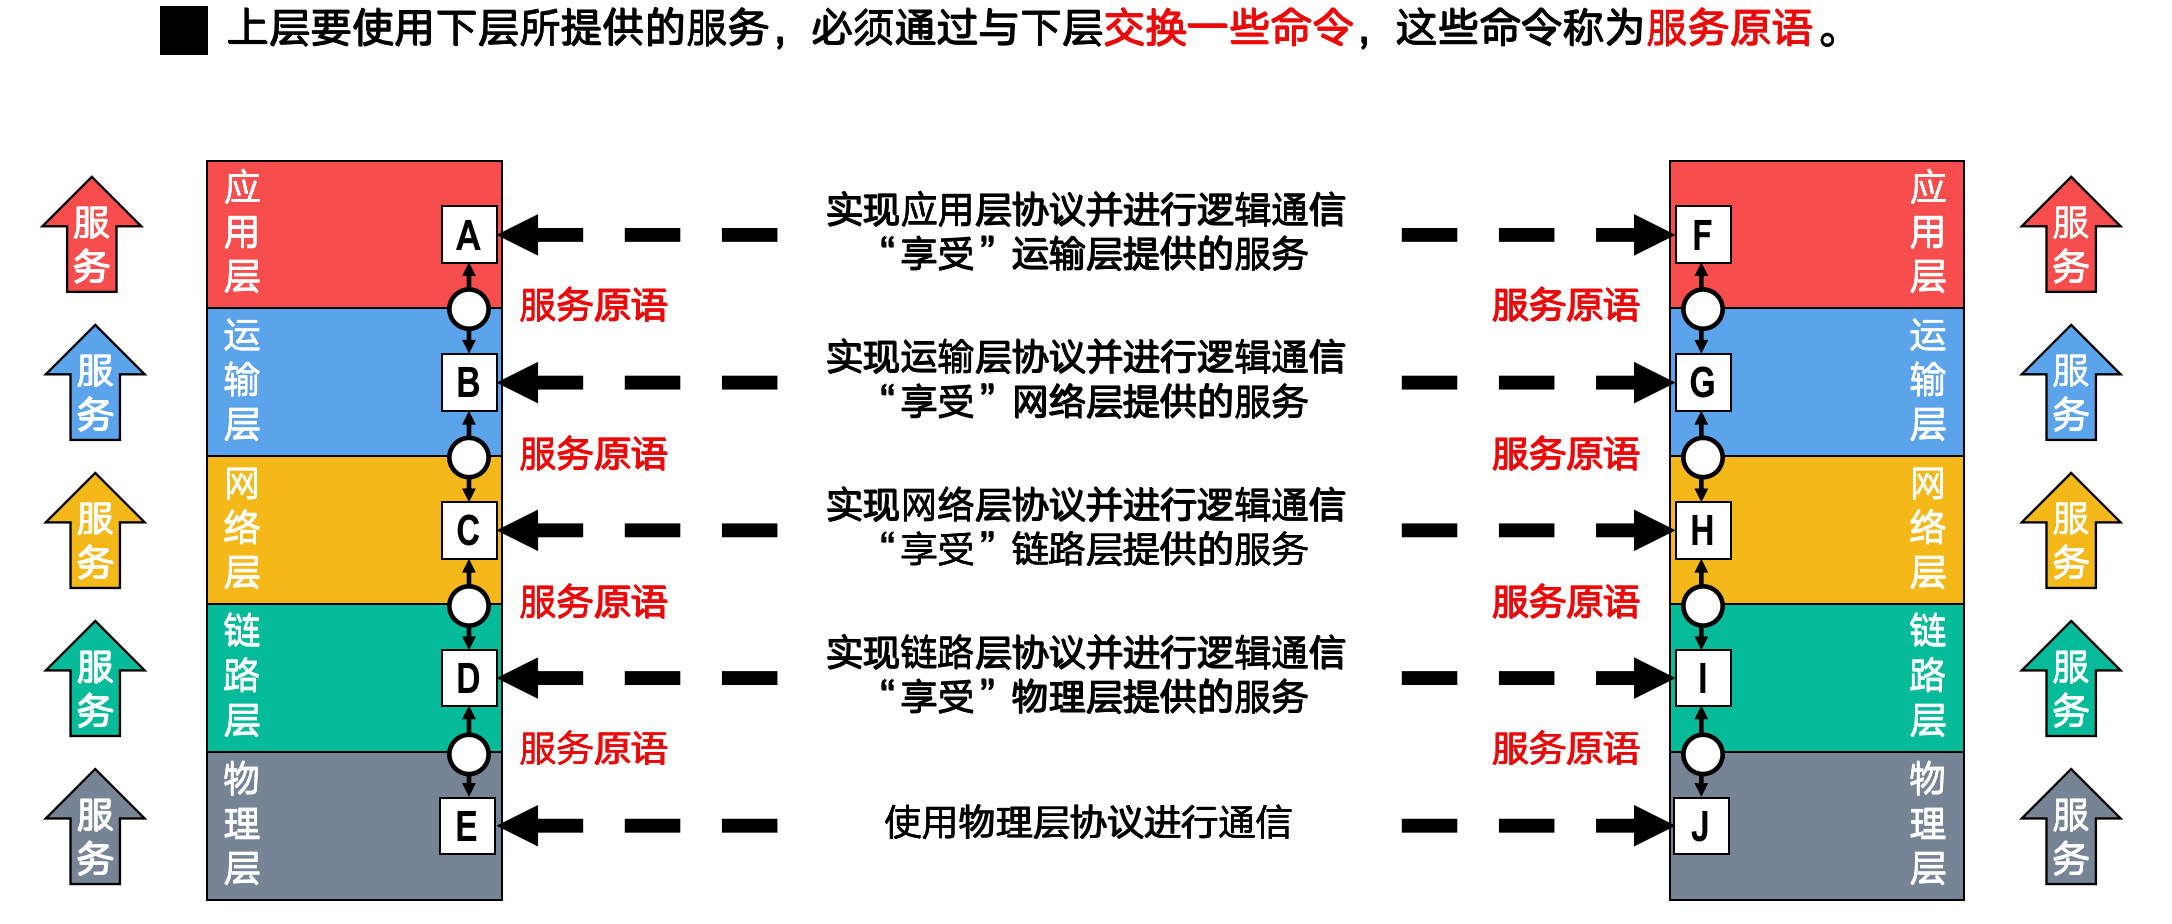 上层要使用下层所提供的服务，必须通过与下层交换一些命令，这些命令称为服务原语。
服务
应用层
A
实现应用层协议并进行逻辑通信
“享受”运输层提供的服务
F
应用层
服务
服务原语
服务原语
服务
运输层
B
实现运输层协议并进行逻辑通信
“享受”网络层提供的服务
G
运输层
服务
服务原语
服务原语
服务
网络层
C
实现网络层协议并进行逻辑通信
“享受”链路层提供的服务
H
网络层
服务
服务原语
服务原语
服务
链路层
D
实现链路层协议并进行逻辑通信
“享受”物理层提供的服务
I
链路层
服务
服务原语
服务原语
服务
物理层
E
使用物理层协议进行通信
J
物理层
服务